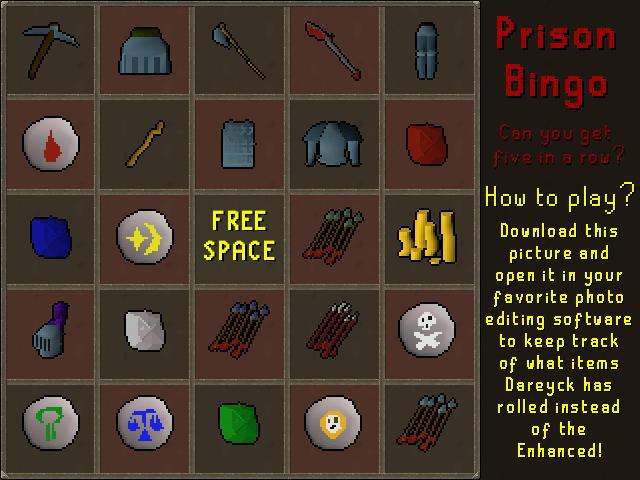 Prison
Bingo
Can you get
five in a row?
How to play?
Download this
picture and
open it in your
favorite photo
editing software
to keep track
of what items
Dareyck has
rolled instead
of the
Enhanced!
FREE
SPACE